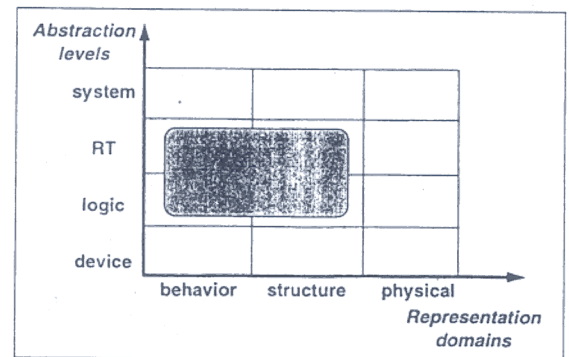 Abstraction
levels
system
RT
logic
device
behavior structure physical
Representation
domains